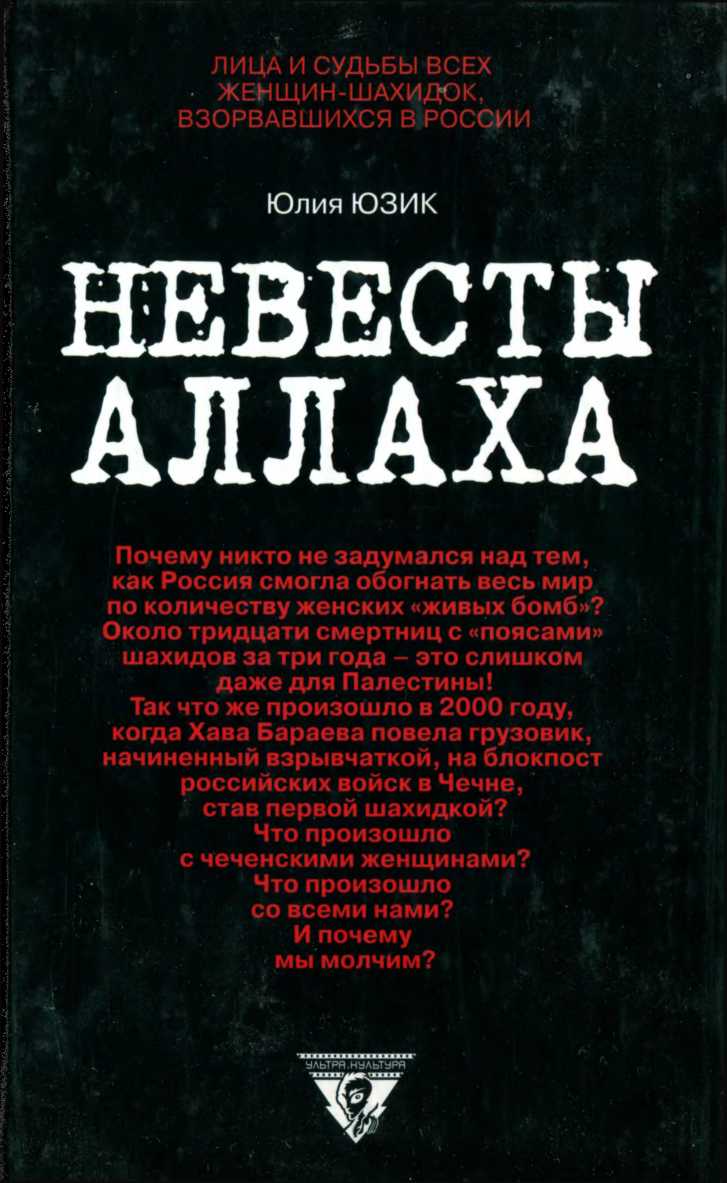 ЛИЦА И СУДЬБЫ ВСЕХ
ЖЕНЩИН-ШАХИДОК,
ВЗОРВАВШИХСЯ В РОССИИ
Юлия ЮЗИК
НЕВЕСТЫ
АЛЛАХА
Почему никто не задумался над тем,
как Россия смогла обогнать весь мир
по количеству женских «живых бомб»?
Около тридцати смертниц с «поясами»
шахидов за три года – это слишком
даже для Палестины!
Так что же произошло в 2000 году,
когда Хава Бараева повела грузовик,
начиненный взрывчаткой, на блокпост
российских войск в Чечне,
став первой шахидкой?
Что произошло
с чеченскими женщинами?
Что произошло
со всеми нами?
И почему
мы молчим?
УЛЬТРА.КУЛЬТУРА